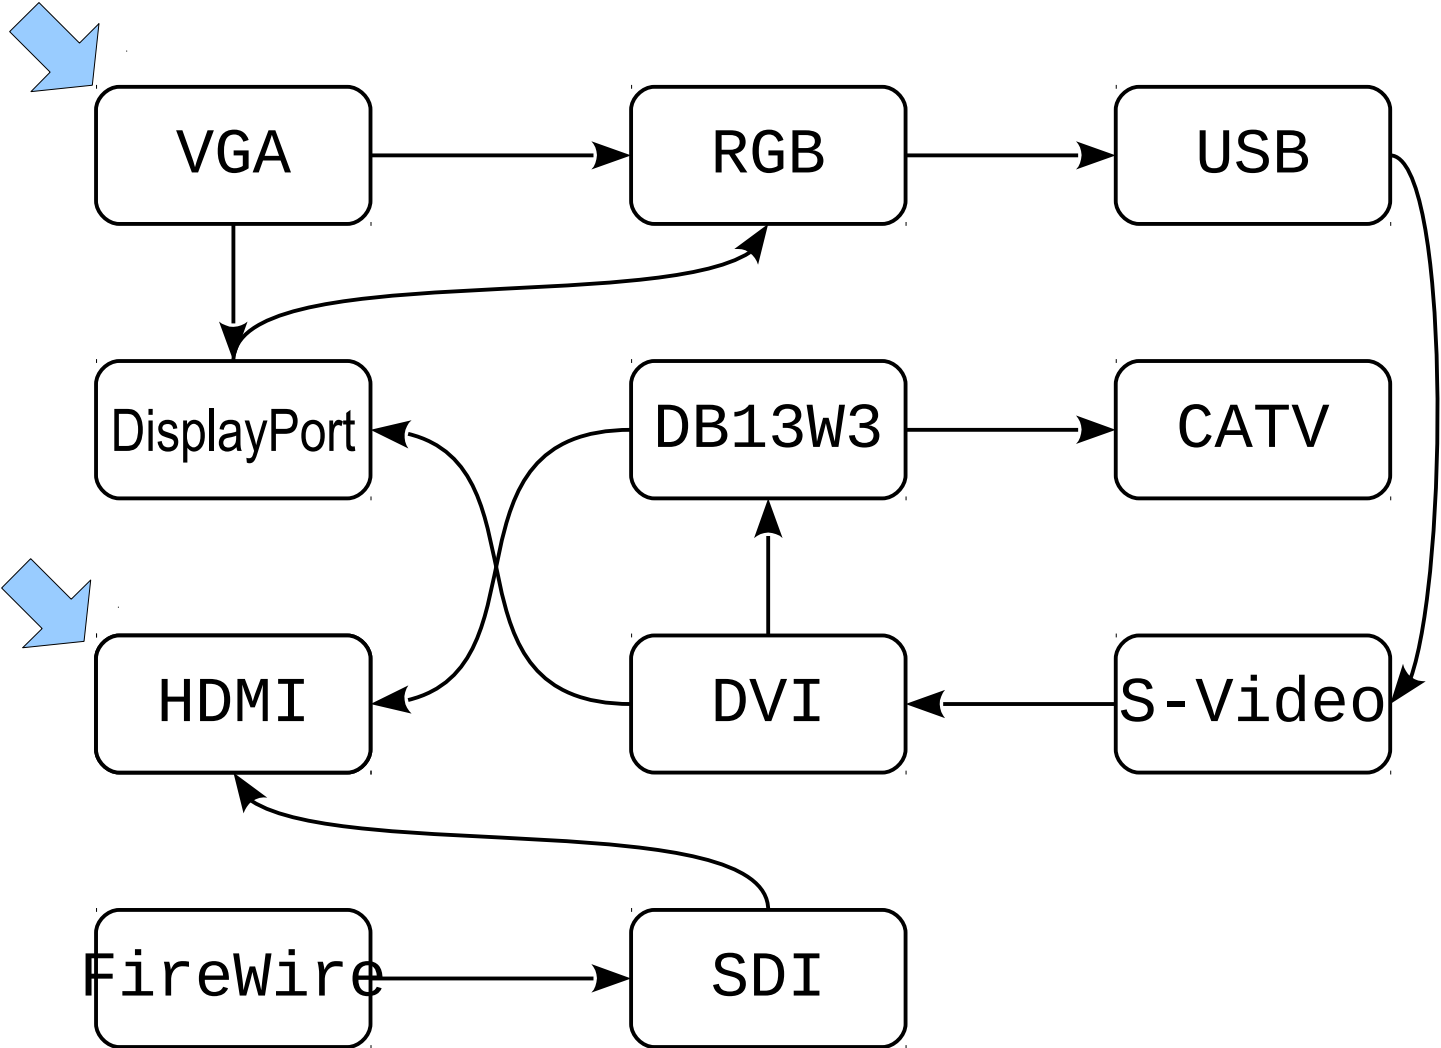 VGA
RGB
USB
DisplayPort
DB13W3
CATV
HDMI
DVI
S-Video
FireWire
SDI